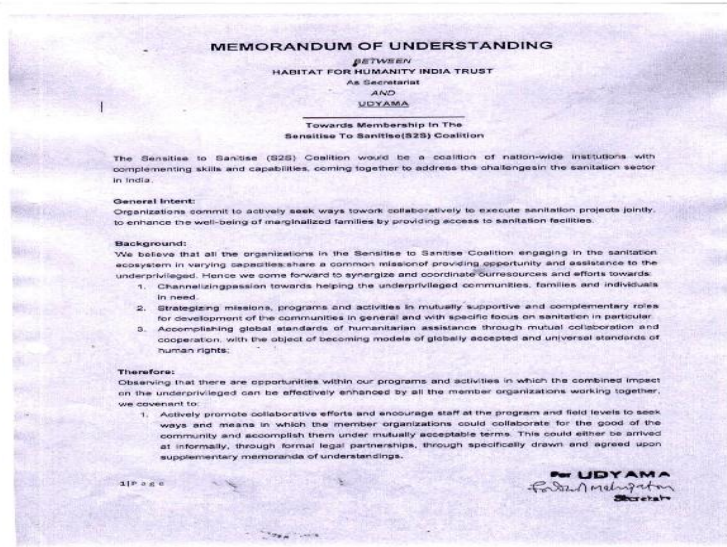 MEMORANDUM OF UNDERSTANDING
BETWEEN
HABITAT FOR HUMANITY INDIA TRUST
As Secretariat
AND
UDYAMA
Towards Membership In The
Sensitise To Sanitise(S2S) Coalition
The Sensitise to Sanitise (S2S) Coalition would be a coalition of nation-wide institutions with
complementing skills and capabilities, coming together to address the challengesin the sanitation sector
in India.
General Intent:
Organizations commit to actively seek ways towork collaboratively to execute sanitation projects jointly,
to enhance the well-being of marginalized families by providing access to sanitation facilities.
Background:
We believe that all the organizations in the Sensitise to Sanitise Coalition engaging in the sanitation
ecosystem in varying capacities;share a common missionof providing opportunity and assistance to the
underprivileged. Hence we come forward to synergize and coordinate ourresources and efforts towards:
1. Channelizingpassion towards helping the underprivileged communities, families and individuals
in need.
2. Strategizing missions, programs and activities in mutually supportive and complementary roles
for development of the communities in general and with specific focus on sanitation in particular.
3. Accomplishing global standards of humanitarian assistance through mutual collaboration and
cooperation, with the object of becoming models of globally accepted and universal standards of
human rights;
Therefore:
Observing that there are opportunities within our programs and activities in which the combined impact
on the underprivileged can be effectively enhanced by all the member organizations working together,
we covenant to:
1. Actively promote collaborative efforts and encourage staff at the program and field levels to seek
ways and means in which the member organizations could collaborate for the good of the
community and accomplish them under mutually acceptable terms. This could either be arrived
at informally, through formal legal partnerships, through specifically drawn and agreed upon
supplementary memoranda of understandings.
For UDYAMA
Secretary
1|Page